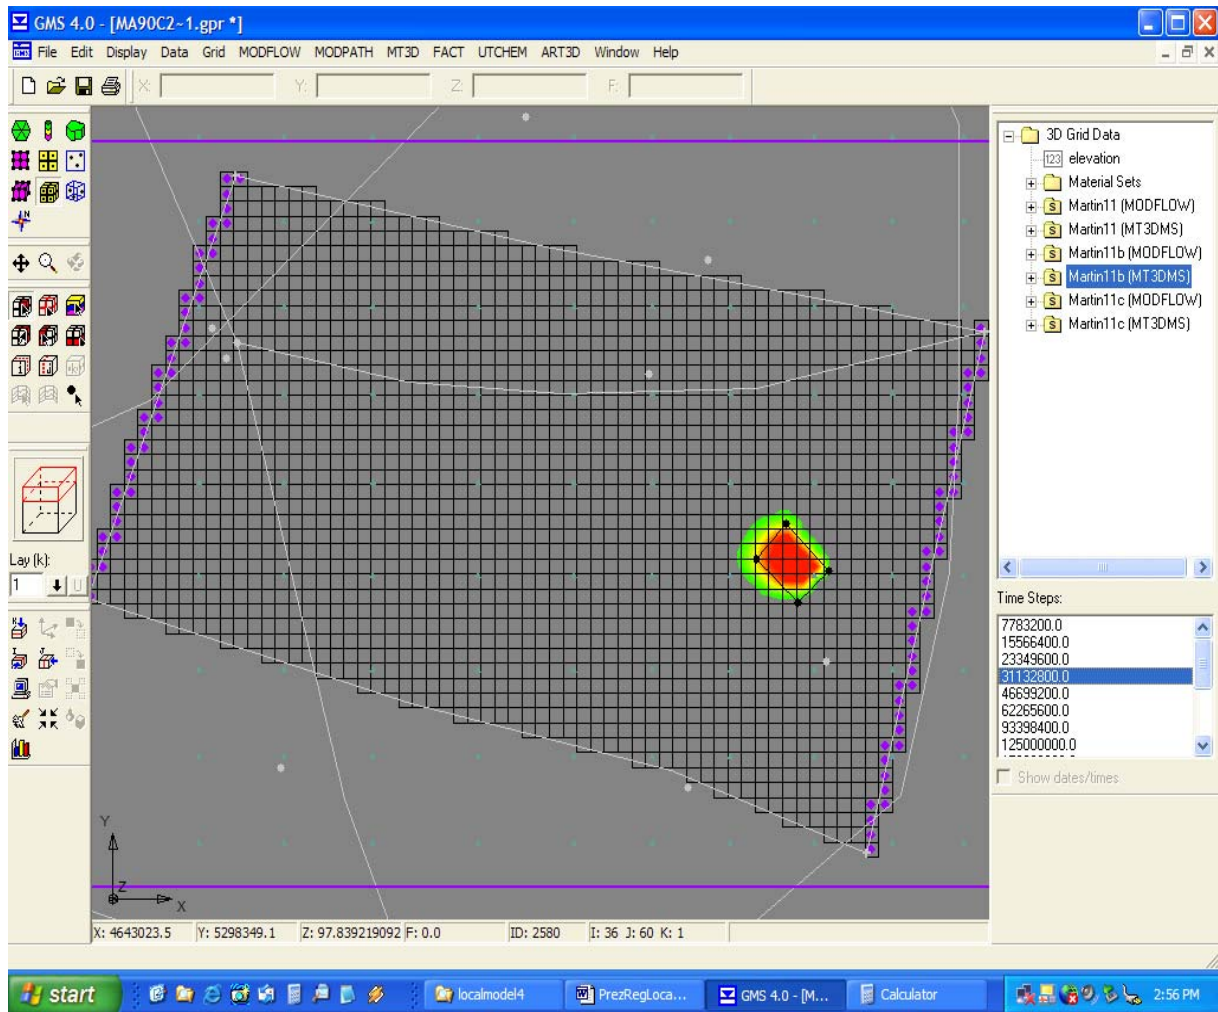 GMS 4.0 - [MA90C2~1.gpr *]
File Edit Display Data Grid MODFLOW MODPATH MT3D FACT UTCHEM ART3D Window Help
X: Y: Z: F:
3D Grid Data
123 elevation
Material Sets
S Martin11 (MODFLOW)
S Martin11 (MT3DMS)
S Martin11b (MODFLOW)
S Martin11b (MT3DMS)
S Martin11c (MODFLOW)
S Martin11c (MT3DMS)
N
Lay (k):
1 U
Time Steps:
7783200.0
15566400.0
23349600.0
31132800.0
46699200.0
62265600.0
93398400.0
125000000.0
Show dates/times
Y
Z
X
X: 4643023.5 Y: 5298349.1 Z: 97.839219092 F: 0.0 ID: 2580 I: 36 J: 60 K: 1
start localmodel4 PrezRegLoca... GMS 4.0 - [M... Calculator 2:56 PM